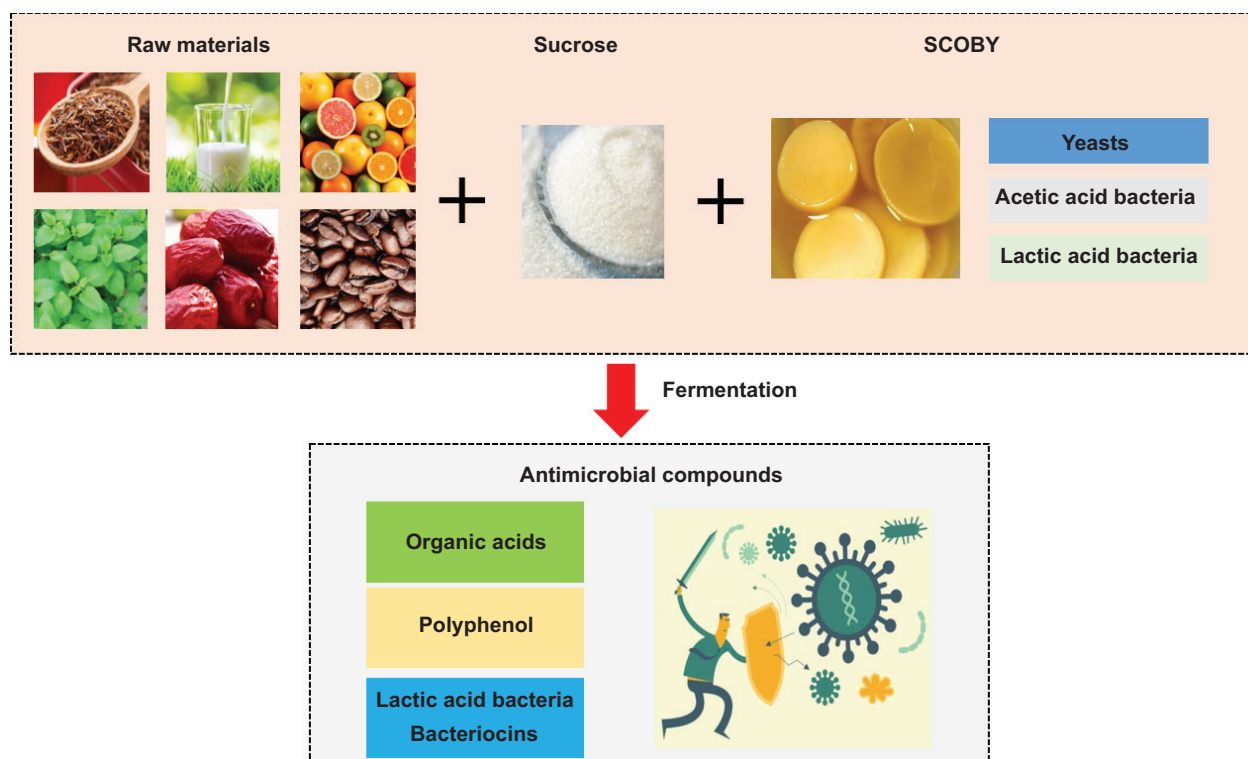 Raw materials
Sucrose
SCOBY
Yeasts
Acetic acid bacteria
Lactic acid bacteria
Fermentation
Antimicrobial compounds
Organic acids
Polyphenol
Lactic acid bacteria
Bacteriocins